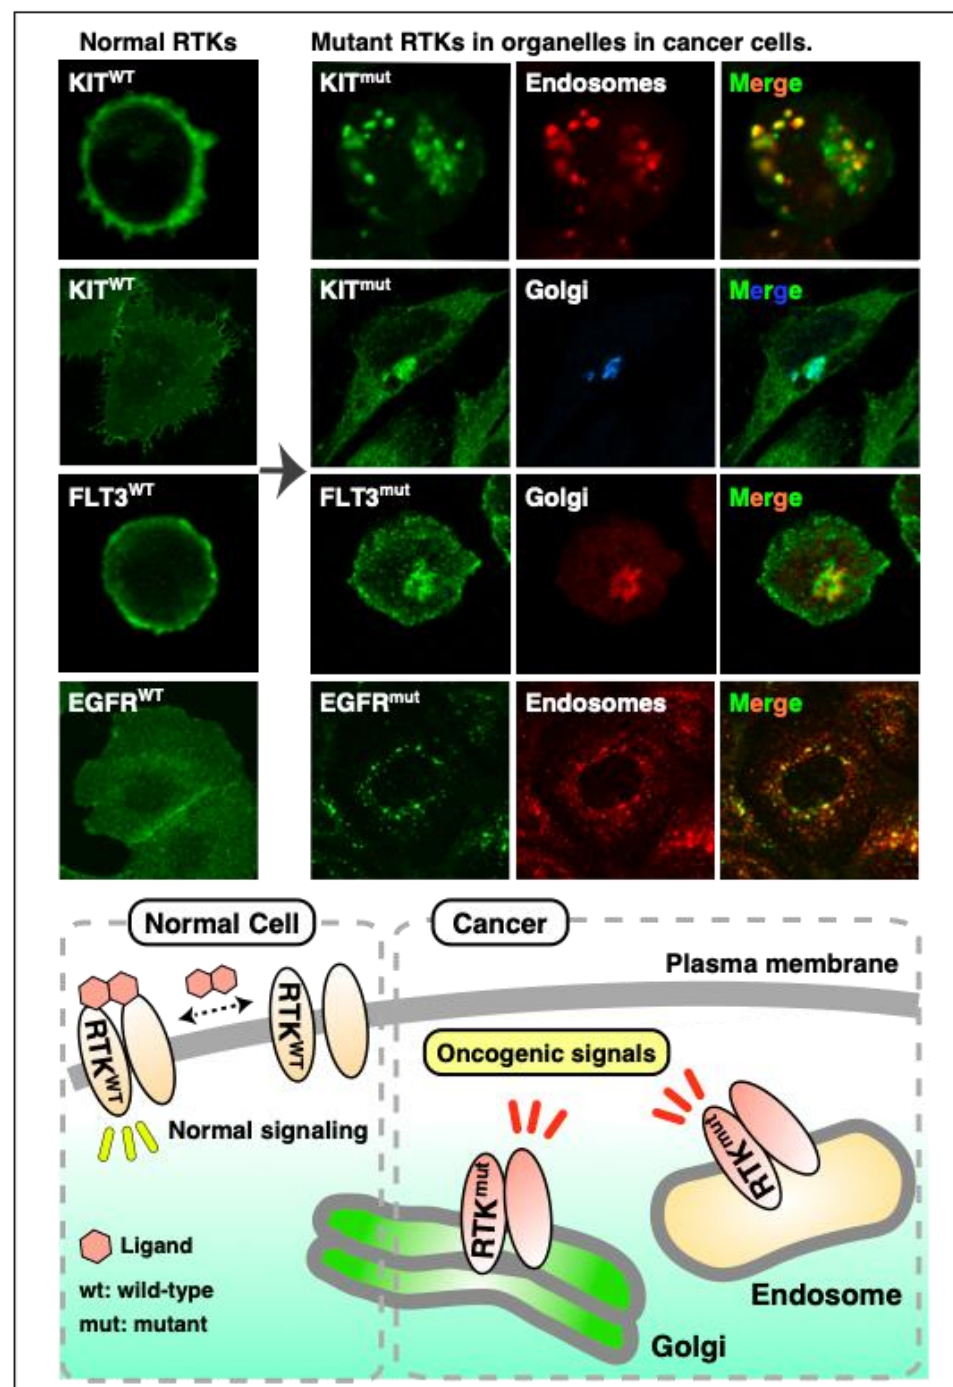 Normal RTKs
Mutant RTKs in organelles in cancer cells.
KITWT
KITmut
Endosomes
Merge
KITWT
KITmut
Golgi
Merge
FLT3WT
FLT3mut
Golgi
Merge
EGFRWT
EGFRmut
Endosomes
Merge
Normal Cell
Cancer
Plasma membrane
RTKWT
RTKWT
Oncogenic signals
Normal signaling
RTKmut
RTKmut
Ligand
wt: wild-type
mut: mutant
Endosome
Golgi